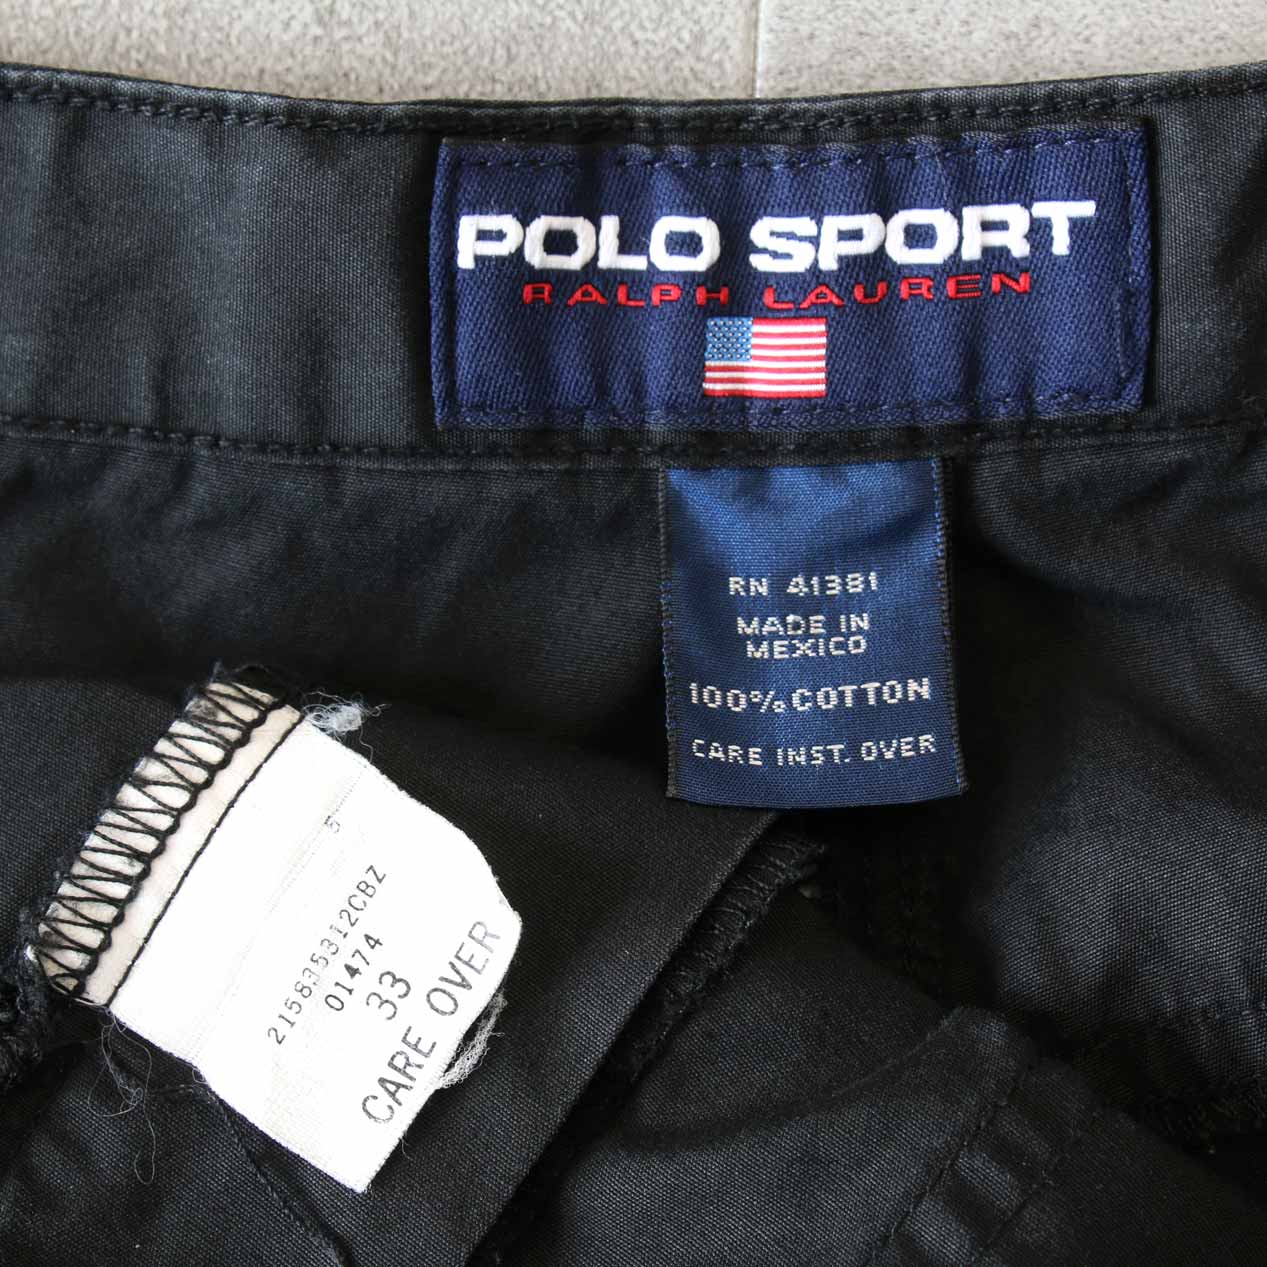 POLO SPORT
RALPH LAUREN
RN 41381
MADE IN
MEXICO
100% COTTON
CARE INST. OVER
215835312CBZ
01474
33
CARE OVER